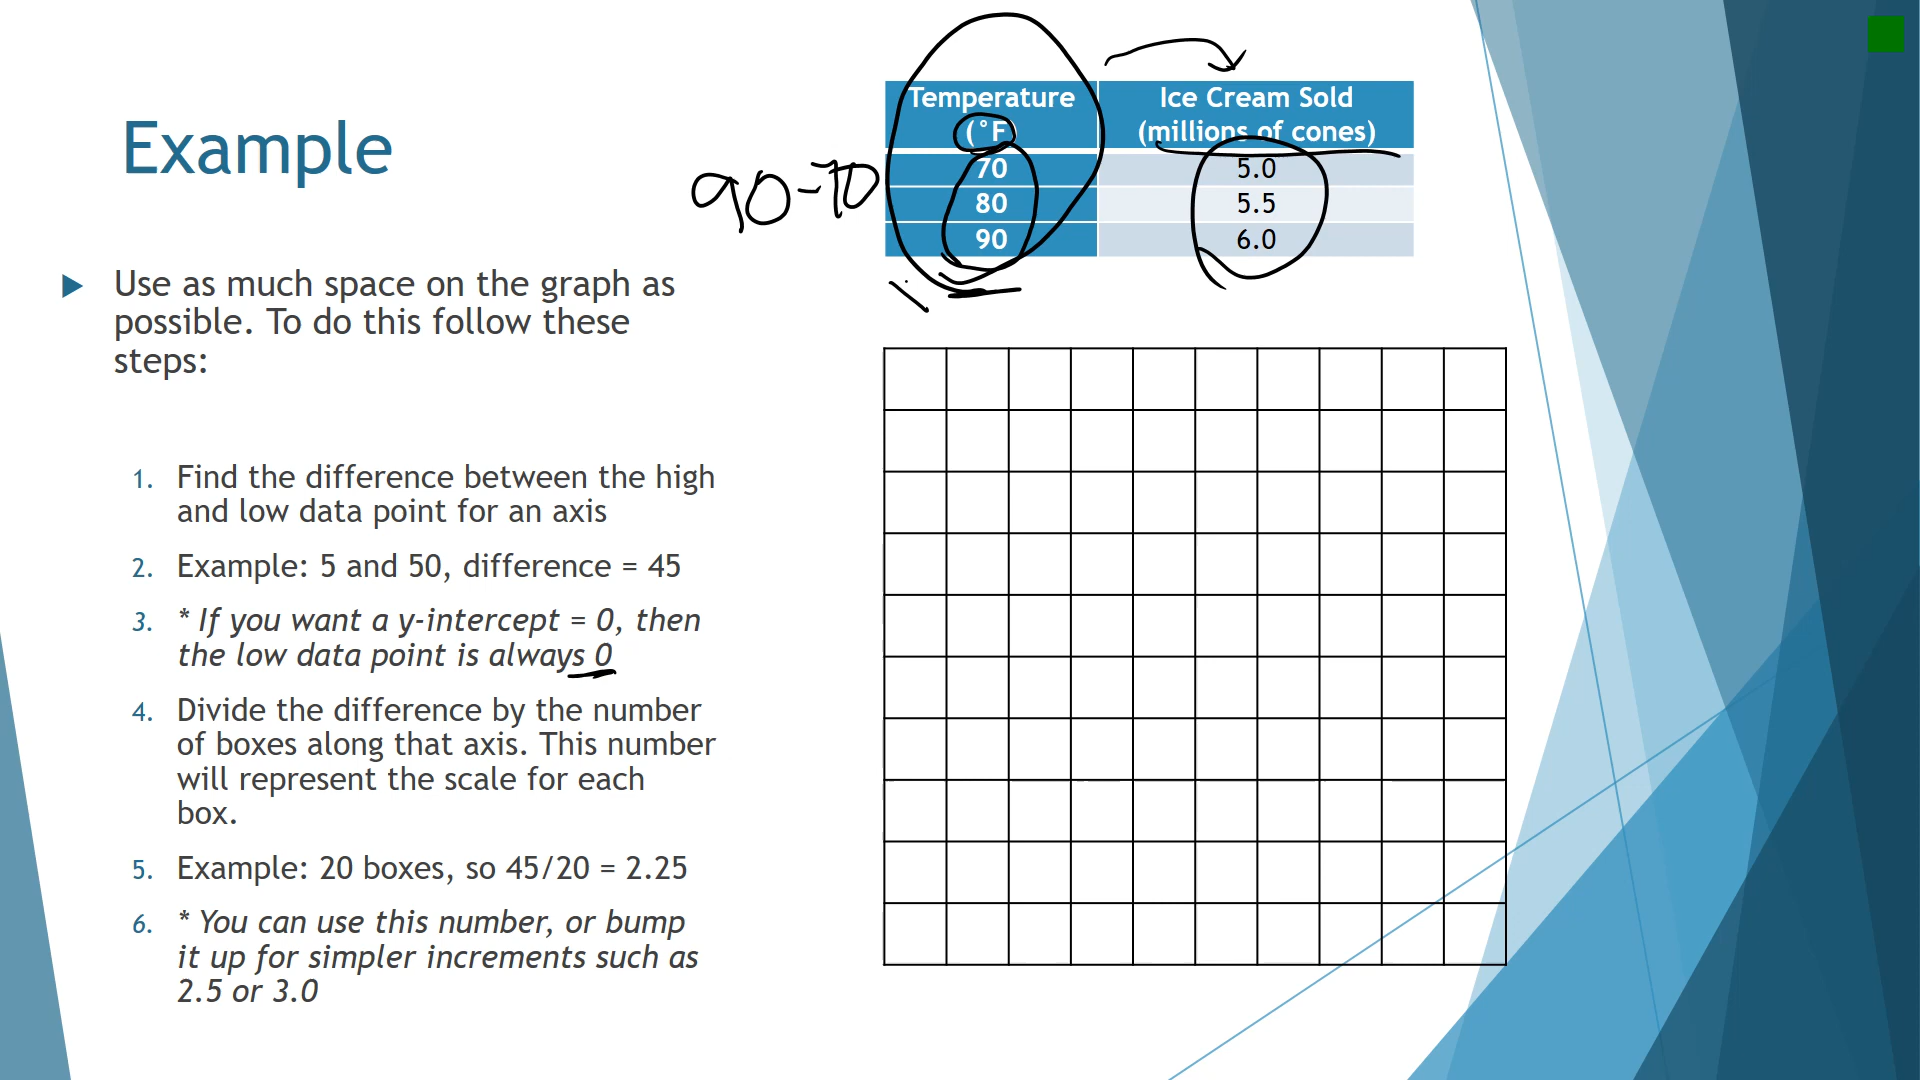 Example
Temperature
(°F)
Ice Cream Sold
(millions of cones)
70 5.0
80 5.5
90 6.0
90-70
Use as much space on the graph as
possible. To do this follow these
steps:
1. Find the difference between the high
and low data point for an axis
2. Example: 5 and 50, difference = 45
3. * If you want a y-intercept = 0, then
the low data point is always 0
4. Divide the difference by the number
of boxes along that axis. This number
will represent the scale for each
box.
5. Example: 20 boxes, so 45/20 = 2.25
6. * You can use this number, or bump
it up for simpler increments such as
2.5 or 3.0